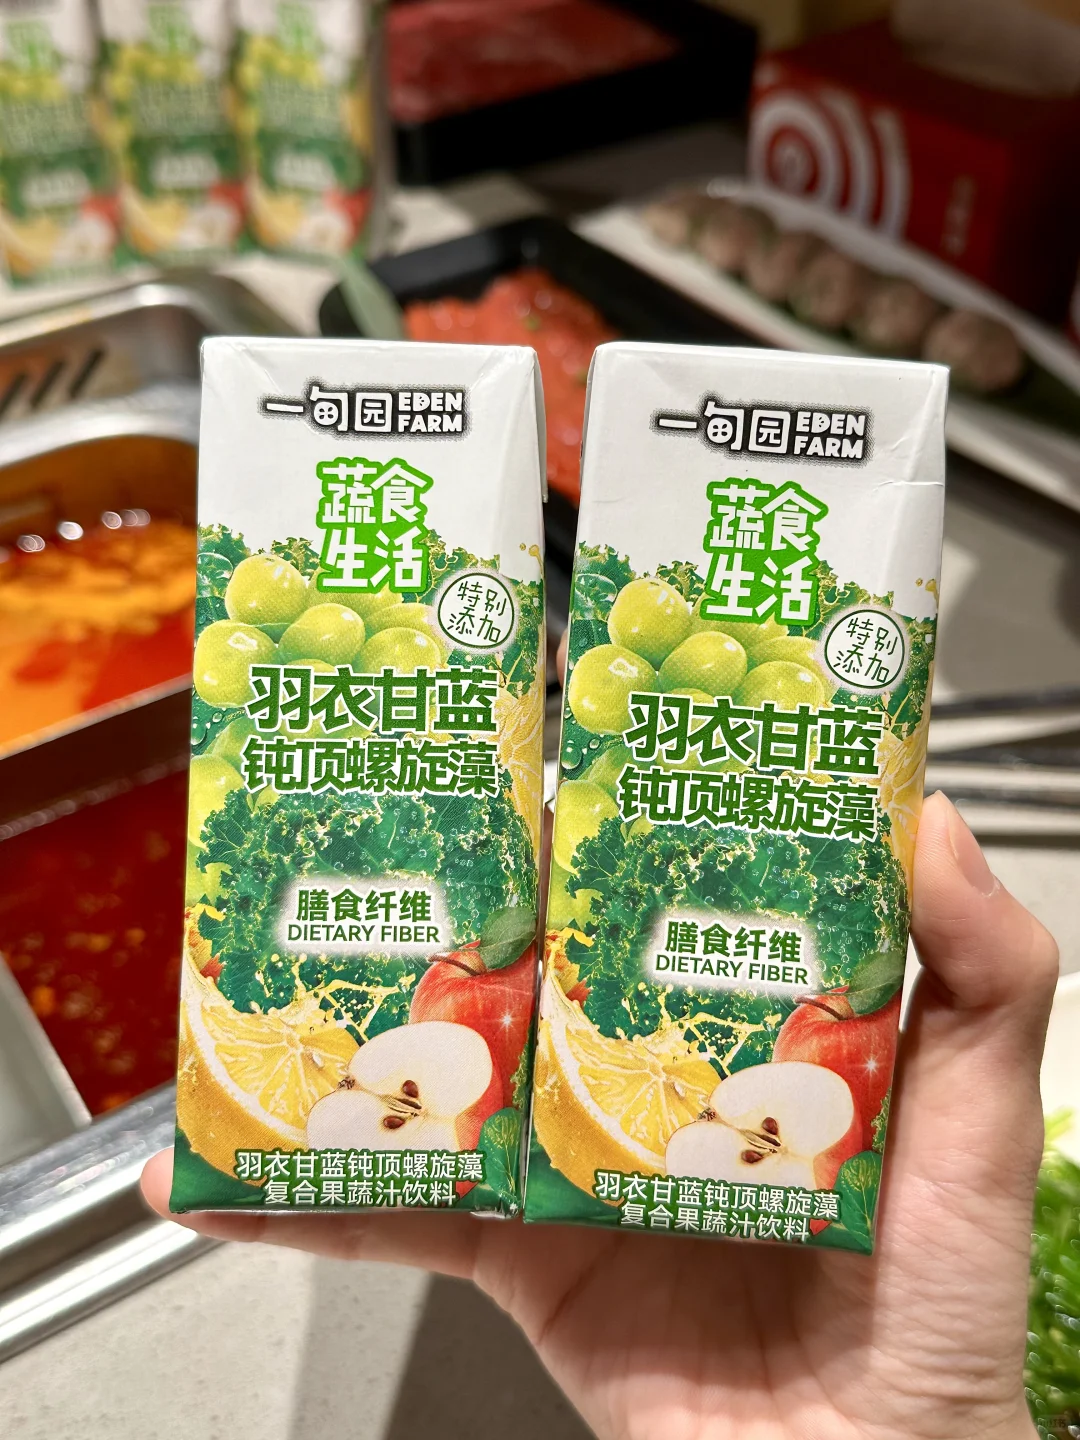 一甸园 EDEN FARM
蔬食
生活
特别
添加
羽衣甘蓝
钝顶螺旋藻
膳食纤维
DIETARY FIBER
羽衣甘蓝钝顶螺旋藻
复合果蔬汁饮料
一甸园 EDEN FARM
蔬食
生活
特别
添加
羽衣甘蓝
钝顶螺旋藻
膳食纤维
DIETARY FIBER
羽衣甘蓝钝顶螺旋藻
复合果蔬汁饮料